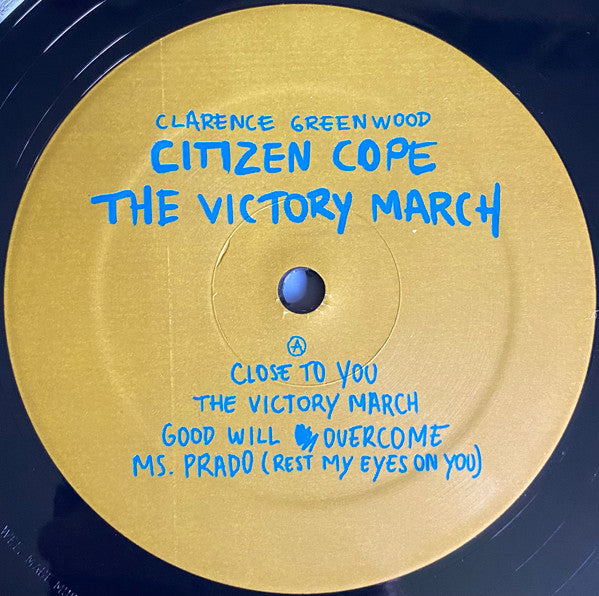 CLARENCE GREENWOOD
CITIZEN COPE
THE VICTORY MARCH
A
CLOSE TO YOU
THE VICTORY MARCH
GOOD WILL OVERCOME
MS. PRADO (REST MY EYES ON YOU)